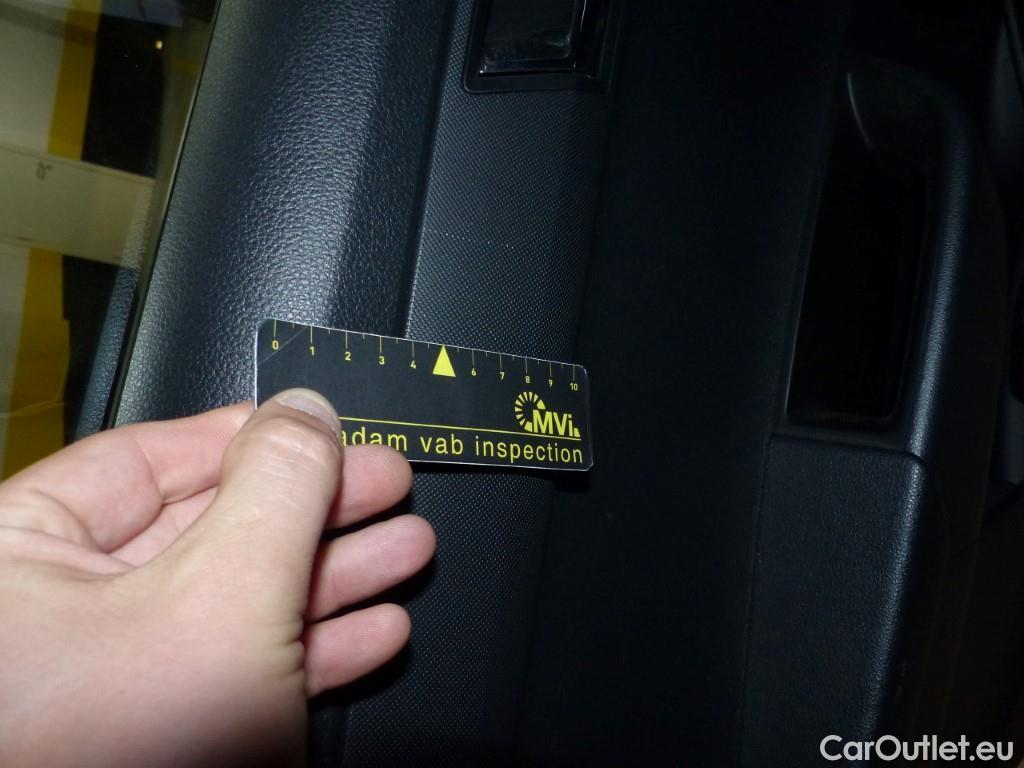 0 1 2 3 4 6 7 8 9 10
MVi
adam vab inspection
CarOutlet.eu